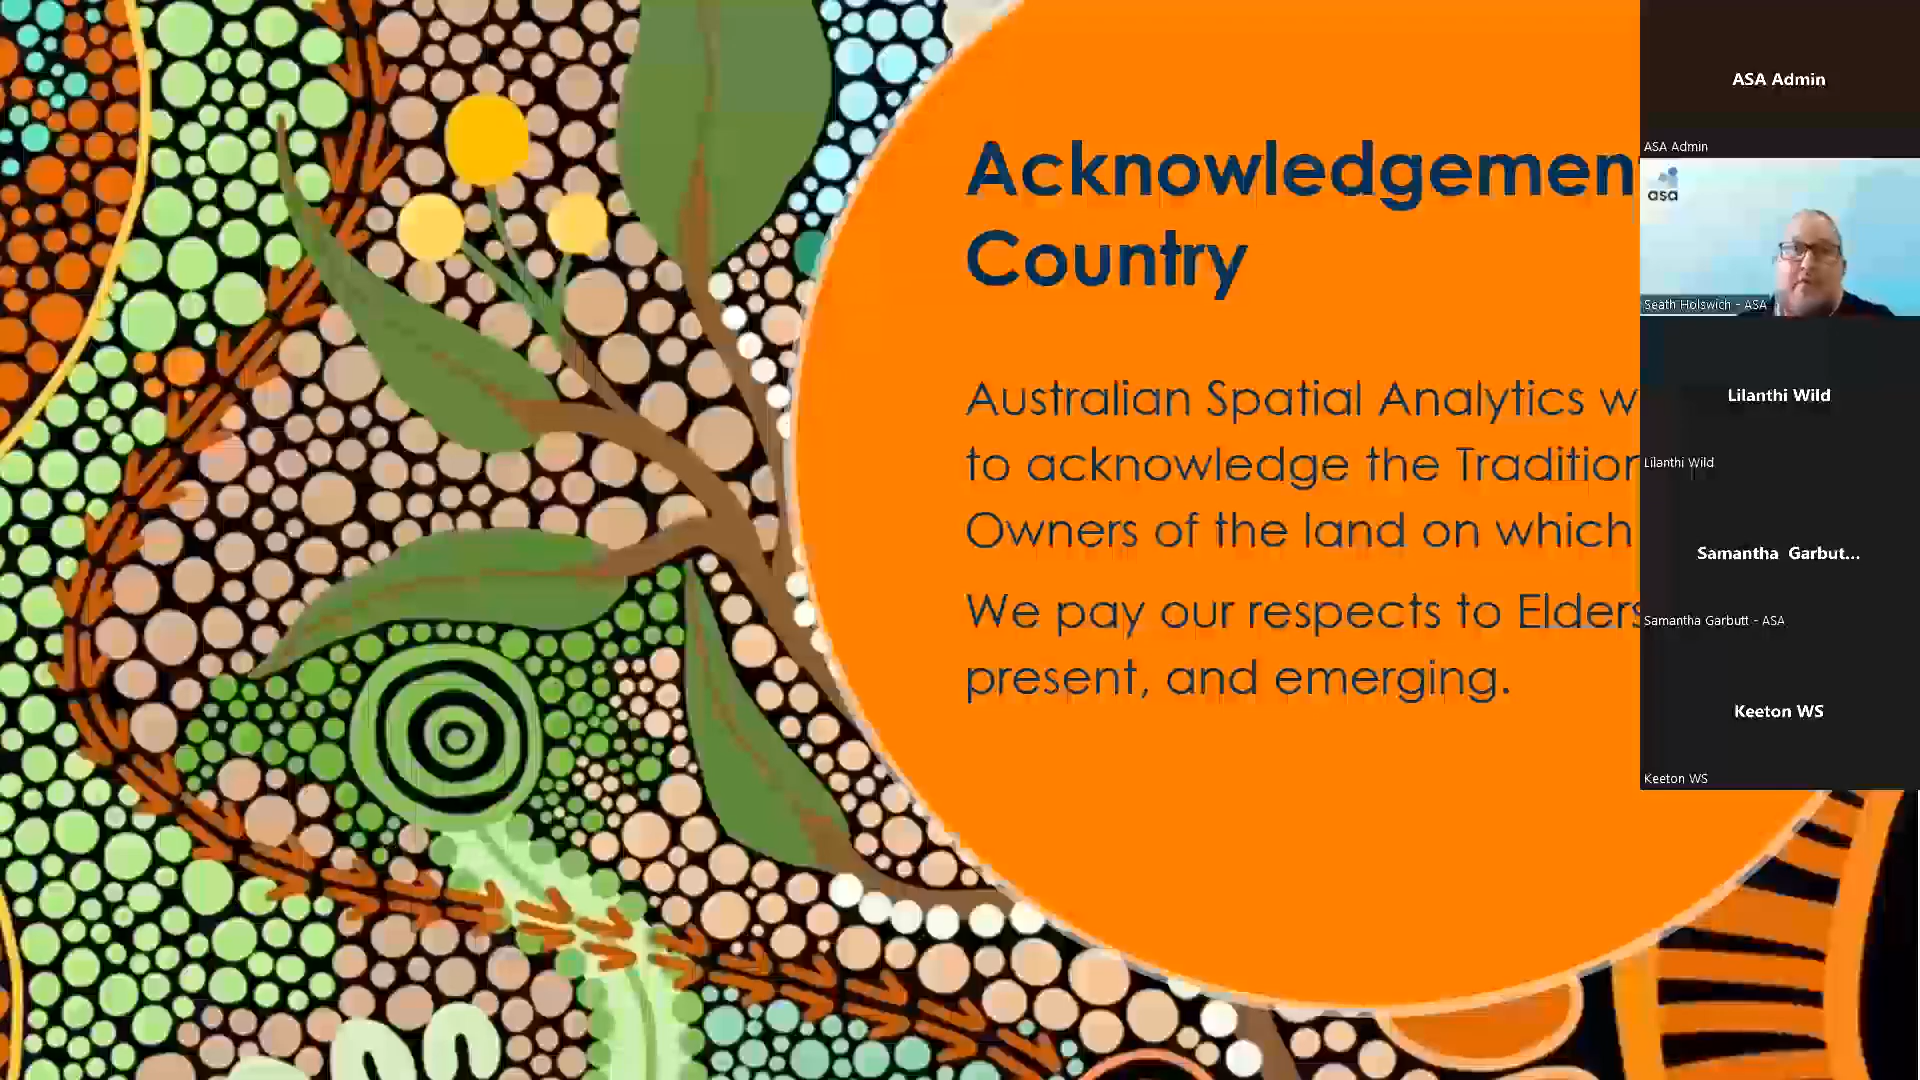 Acknowledgemen
Country
Australian Spatial Analytics w
to acknowledge the Tradition
Owners of the land on which
We pay our respects to Elders
present, and emerging.
ASA Admin
ASA Admin
asa
Seath Holswich - ASA
Lilanthi Wild
Lilanthi Wild
Samantha Garbut...
Samantha Garbutt - ASA
Keeton WS
Keeton WS